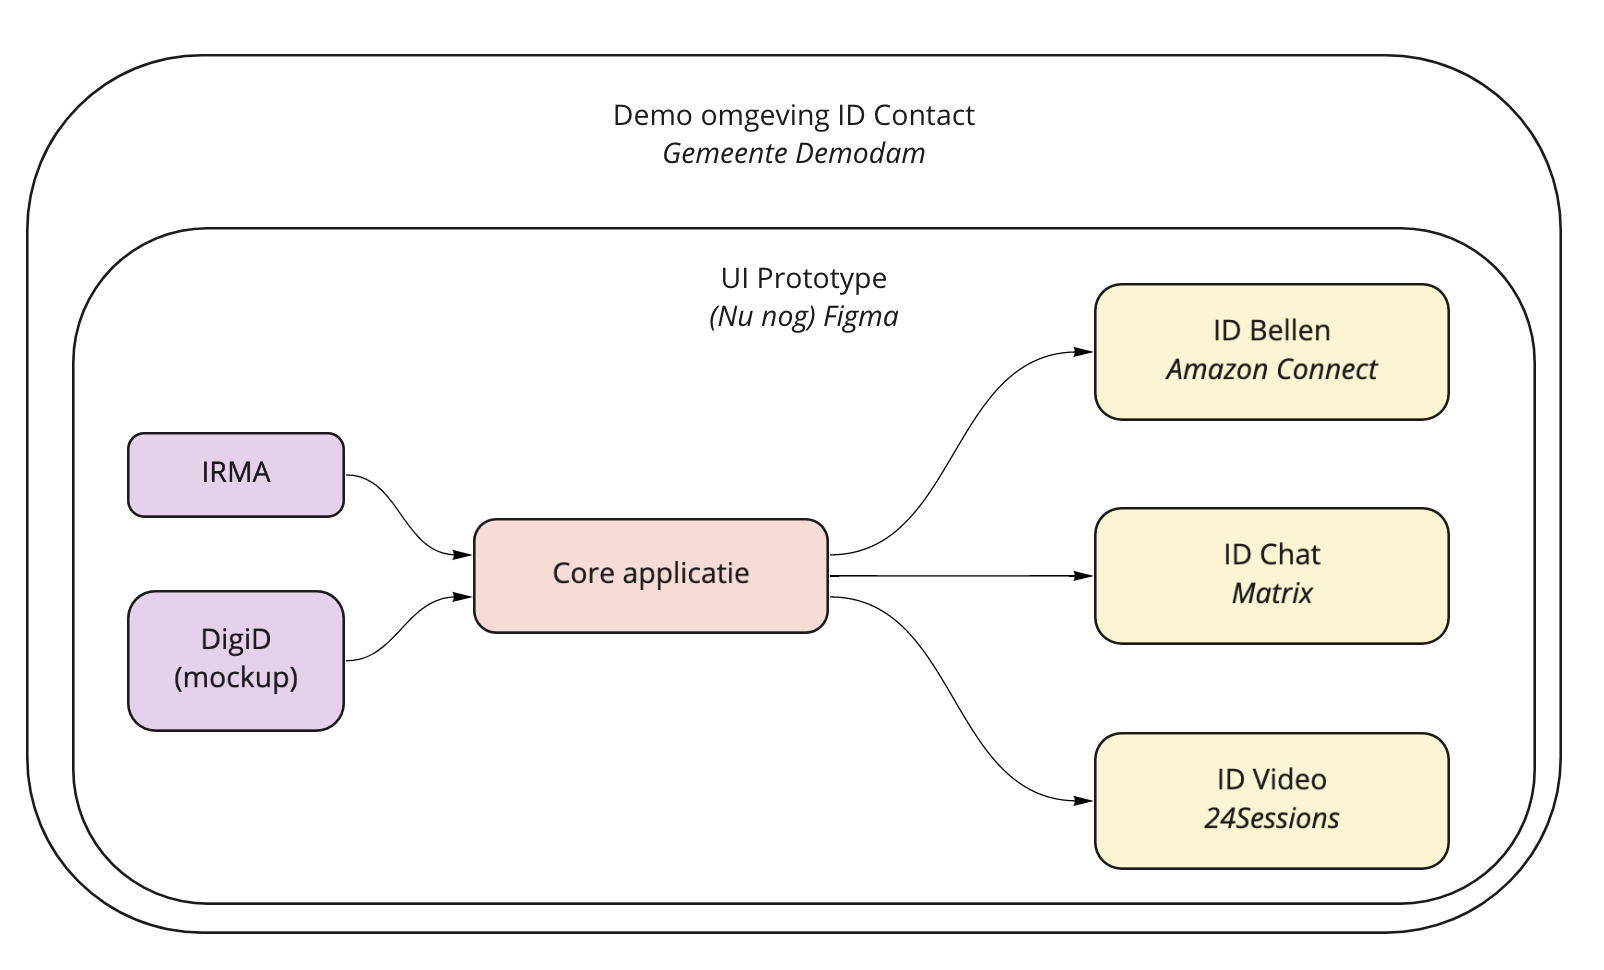 Demo omgeving ID Contact
Gemeente Demodam
UI Prototype
(Nu nog) Figma
ID Bellen
Amazon Connect
IRMA
Core applicatie
ID Chat
Matrix
DigiD
(mockup)
ID Video
24Sessions